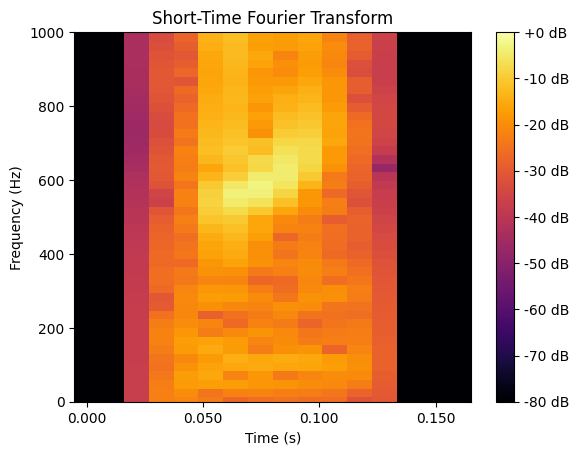 Short-Time Fourier Transform
1000
800
600
400
200
0
Frequency (Hz)
0.000
0.050
0.100
0.150
Time (s)
+0 dB
-10 dB
-20 dB
-30 dB
-40 dB
-50 dB
-60 dB
-70 dB
-80 dB